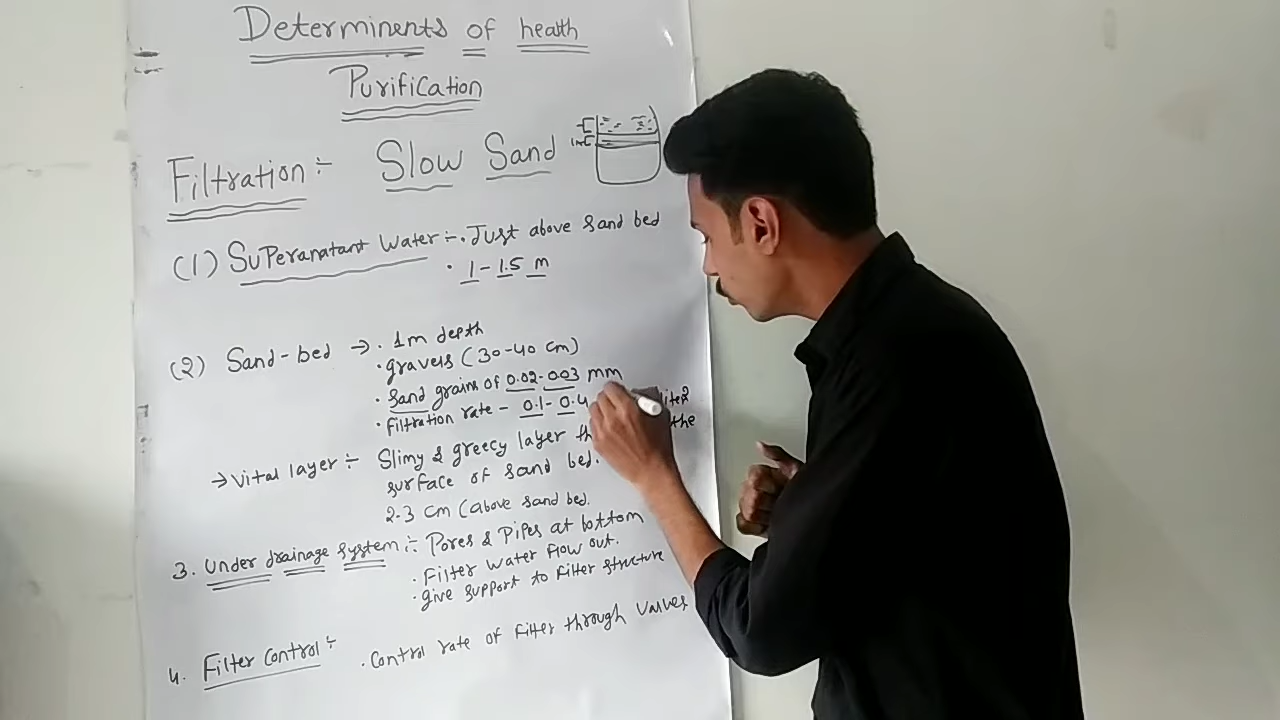 Determinents of health
Purification
Filtration :- Slow Sand
(1) Supernatant Water :- • Just above Sand bed
• 1 - 1.5 m
(2) Sand-bed → • 1m depth
• gravels (30-40 cm)
• Sand grains of 0.02-0.03 mm
• filtration rate - 0.1-0.4
→ Vital layer :- Slimy & greecy layer the
surface of sand bed.
2-3 cm (above sand bed.
3. Under drainage system :- Pores & Pipes at bottom
• Filter water flow out.
• give support to filter structure
4. Filter Control :- • Control rate of filter through valves